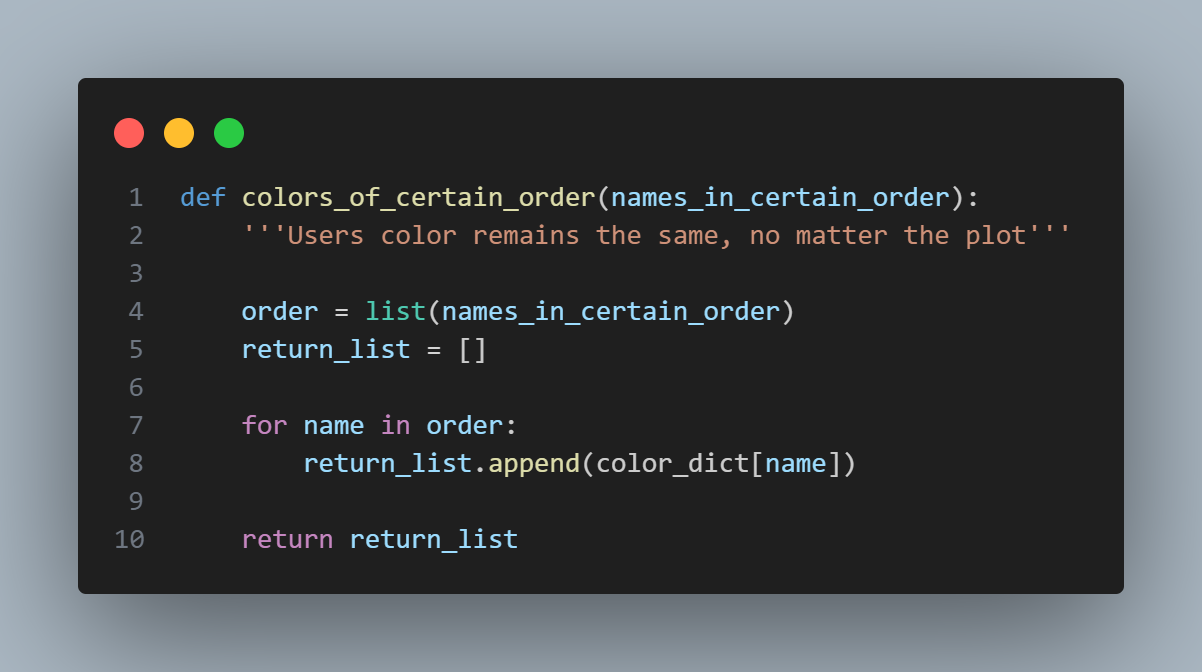 1 def colors_of_certain_order(names_in_certain_order):
2     '''Users color remains the same, no matter the plot'''
3
4     order = list(names_in_certain_order)
5     return_list = []
6
7     for name in order:
8         return_list.append(color_dict[name])
9
10     return return_list